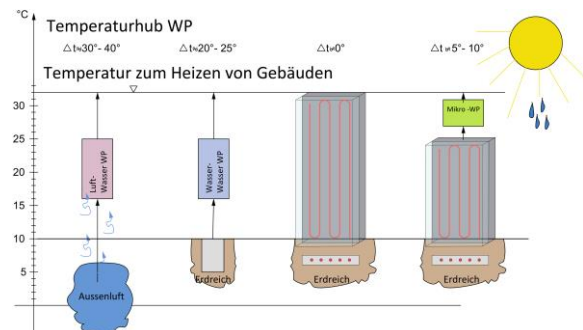 °C
Temperaturhub WP
△t≈30°- 40°
△t≈20°- 25°
△t≠0°
△t≠5°- 10°
Temperatur zum Heizen von Gebäuden
30
25
20
15
10
5
Luft-
Wasser WP
Wasser-
Wasser WP
Mikro -WP
Aussenluft
Erdreich
Erdreich
Erdreich